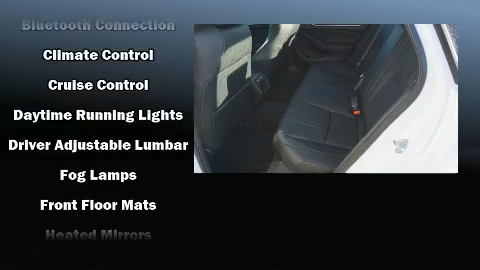 Bluetooth Connection
Climate Control
Cruise Control
Daytime Running Lights
Driver Adjustable Lumbar
Fog Lamps
Front Floor Mats
Heated Mirrors